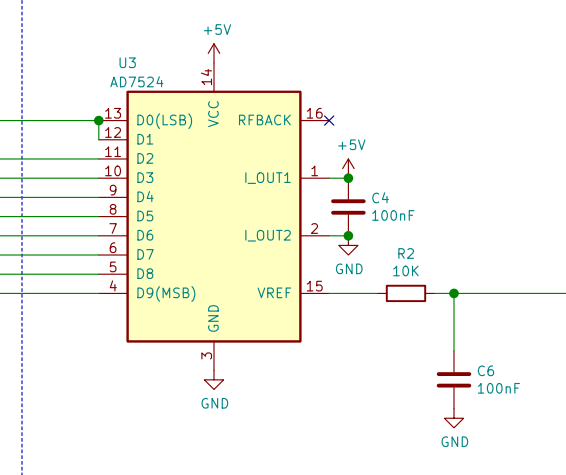 +5V
U3
AD7524
14
VCC
13 D0(LSB) RFBACK 16
12 D1
+5V
11 D2
10 D3 I_OUT1 1
9 D4 C4
8 D5 100nF
7 D6 I_OUT2 2
6 D7 R2
GND
5 D8 10K
4 D9(MSB) VREF 15
GND
3
C6
100nF
GND
GND